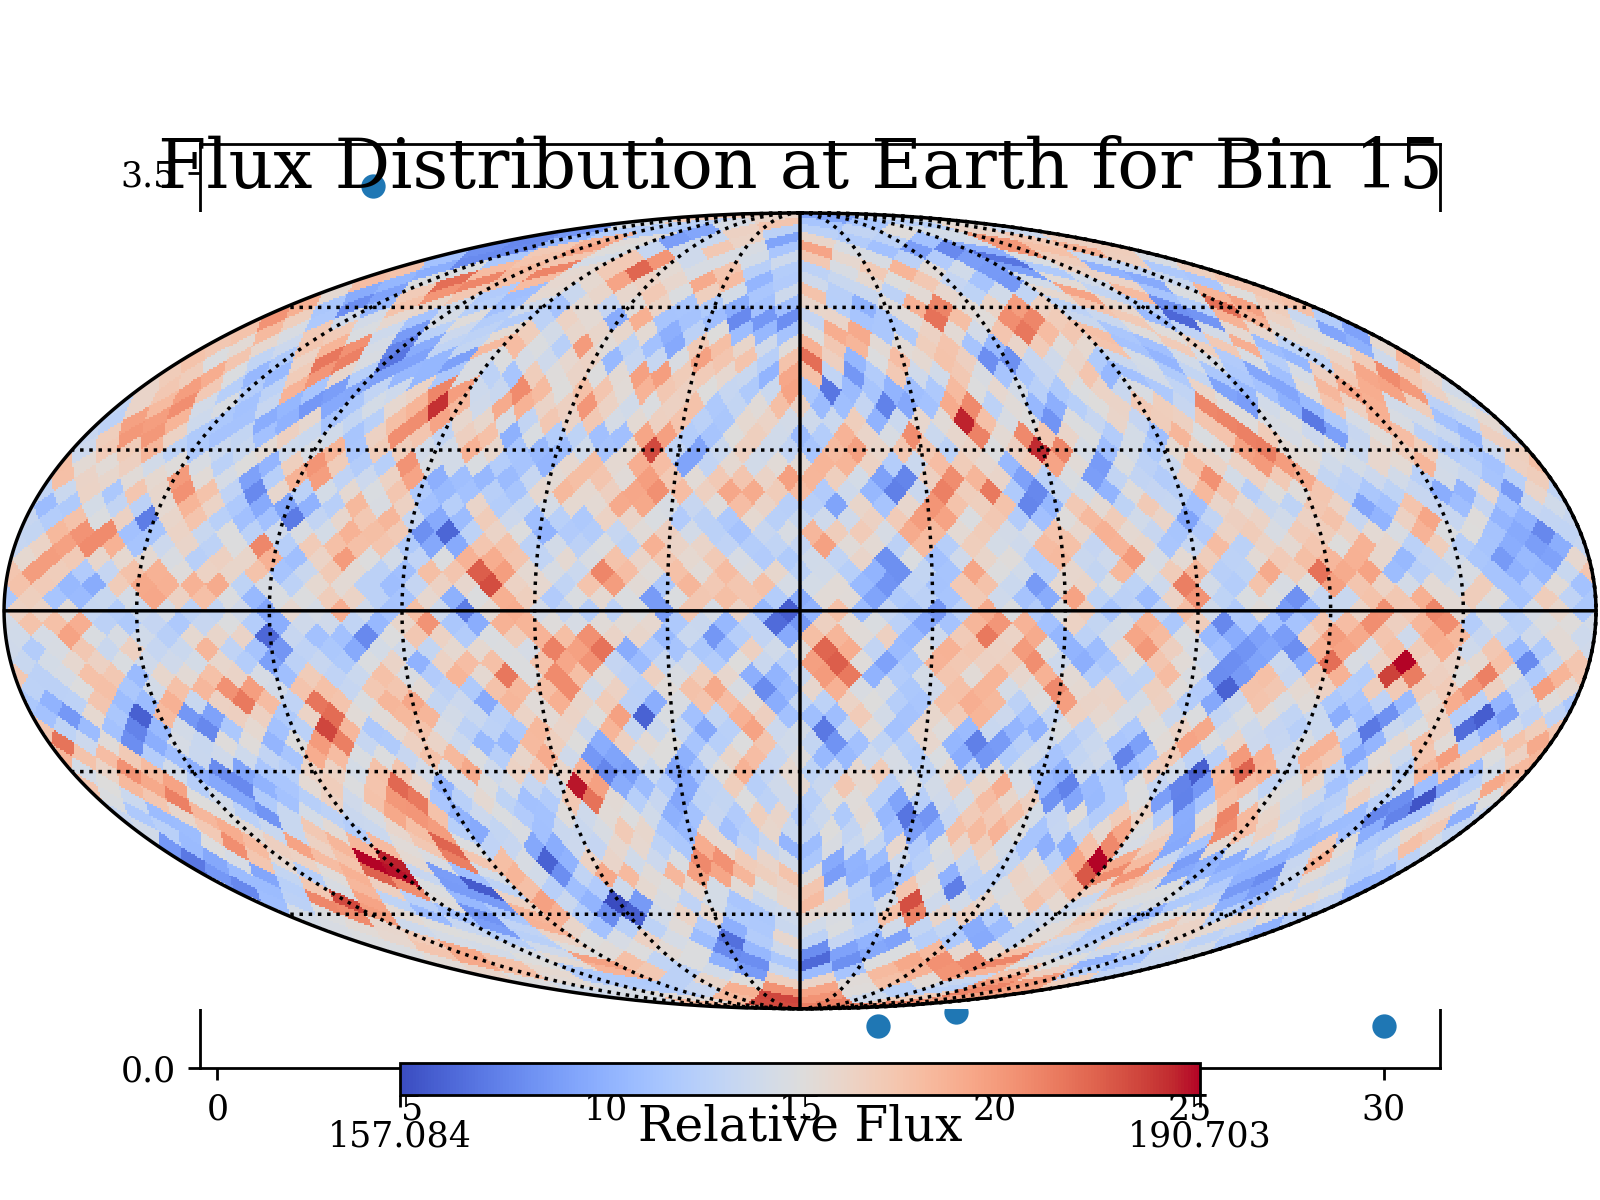 Flux Distribution at Earth for Bin 15
3.5
0.0
0 5 10 15 20 25 30
157.084 Relative Flux 190.703